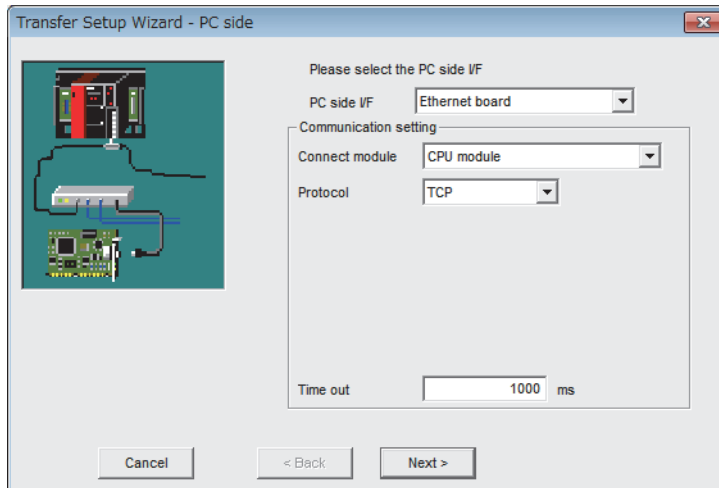 Transfer Setup Wizard - PC side
Please select the PC side I/F
PC side I/F Ethernet board
Communication setting
Connect module CPU module
Protocol TCP
Time out 1000 ms
Cancel < Back Next >